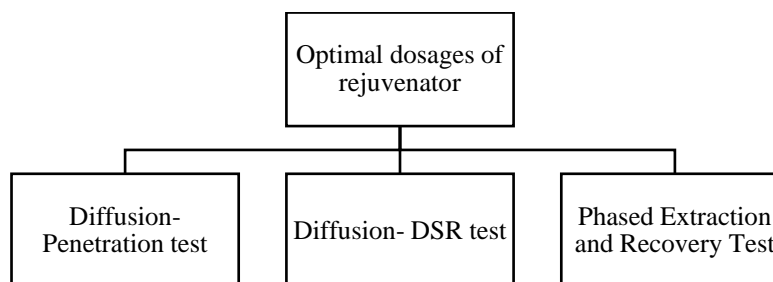 Optimal dosages of
rejuvenator
Diffusion-
Penetration test
Diffusion- DSR test
Phased Extraction
and Recovery Test